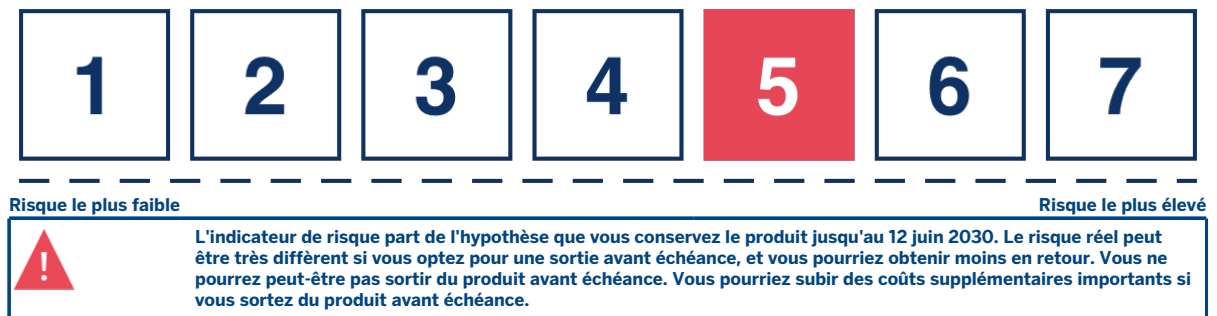 1 2 3 4 5 6 7
Risque le plus faible Risque le plus élevé
! L'indicateur de risque part de l'hypothèse que vous conservez le produit jusqu'au 12 juin 2030. Le risque réel peut
être très diffèrent si vous optez pour une sortie avant échéance, et vous pourriez obtenir moins en retour. Vous ne
pourrez peut-être pas sortir du produit avant échéance. Vous pourriez subir des coûts supplémentaires importants si
vous sortez du produit avant échéance.